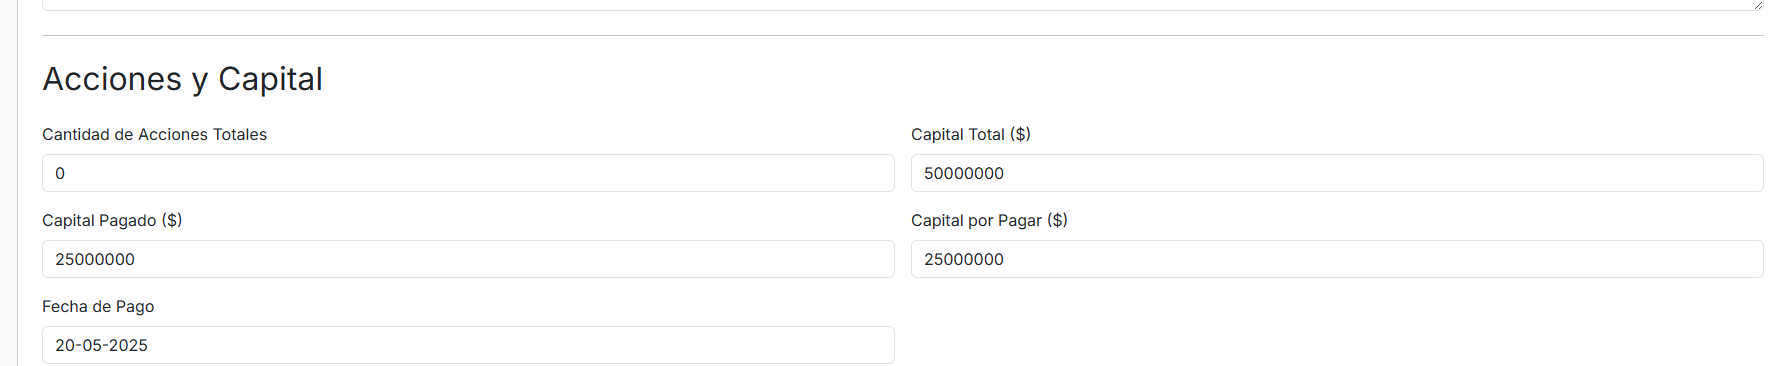 Acciones y Capital
Cantidad de Acciones Totales
0
Capital Total ($)
50000000
Capital Pagado ($)
25000000
Capital por Pagar ($)
25000000
Fecha de Pago
20-05-2025